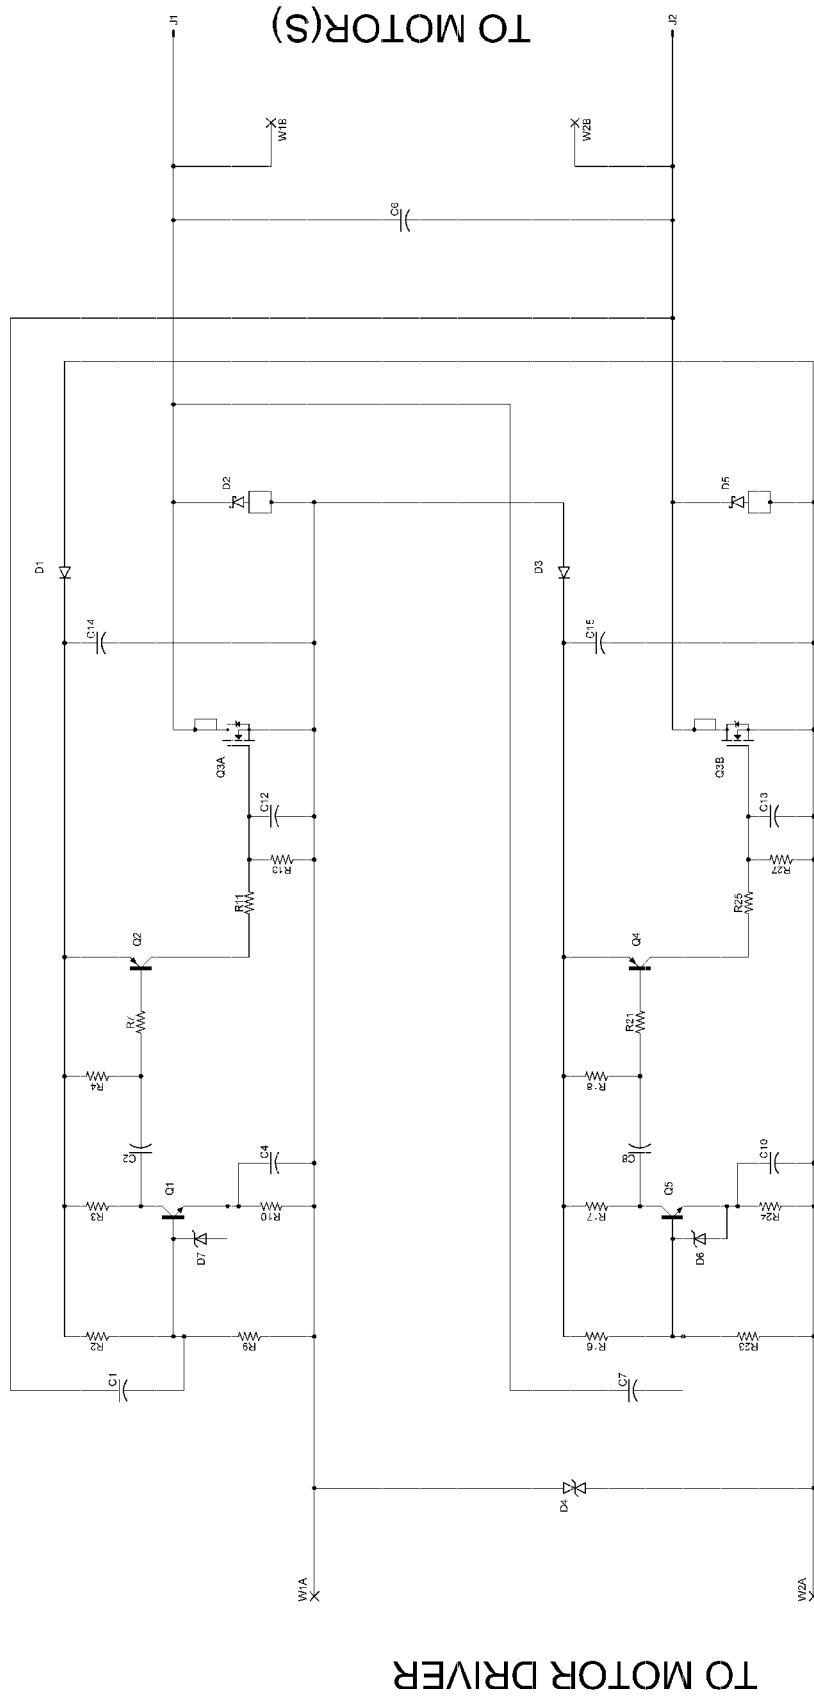 TO MOTOR(S)
J1
J2
W1B
W2B
C6
D2
D5
D1
D3
C14
C15
Q3A
Q3B
C12
C13
R13
R27
R11
R25
Q2
Q4
R7
R21
R4
R18
C2
C4
C8
C10
Q1
Q5
R3
R10
R17
R24
D7
D6
R2
R9
R16
R23
C1
C7
D4
W1A
W2A
TO MOTOR DRIVER